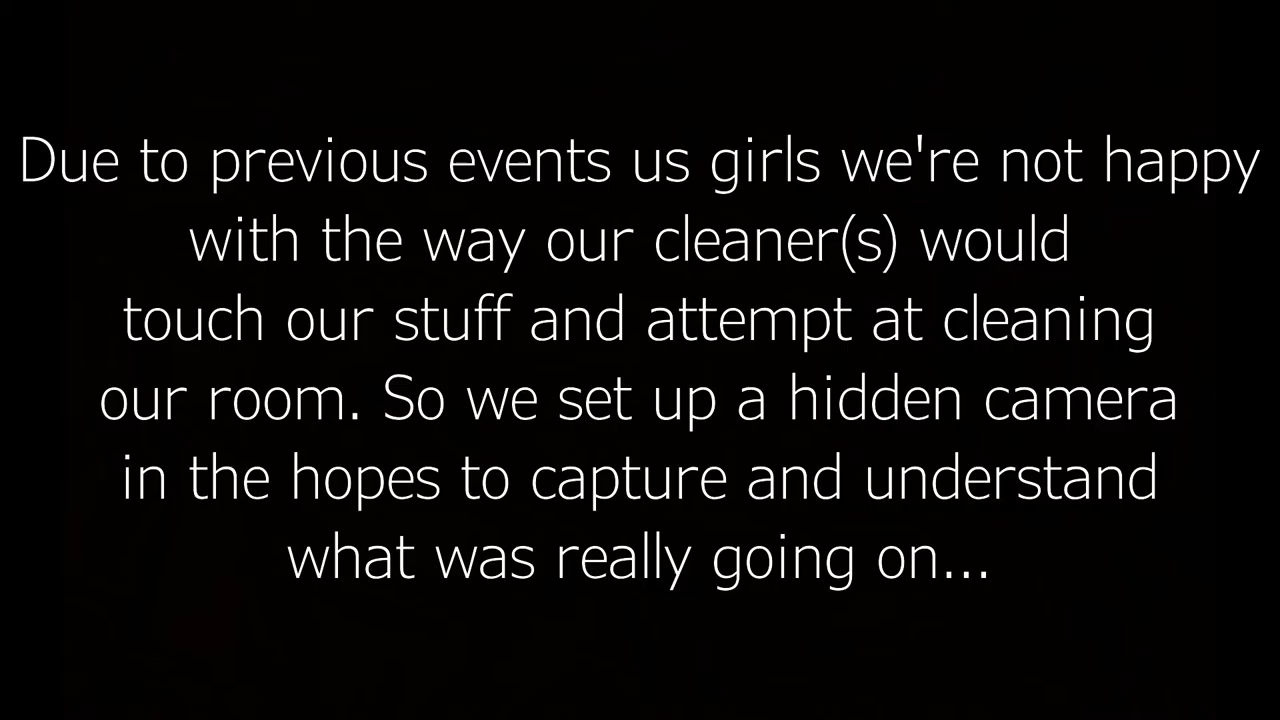 Due to previous events us girls we're not happy
with the way our cleaner(s) would
touch our stuff and attempt at cleaning
our room. So we set up a hidden camera
in the hopes to capture and understand
what was really going on...